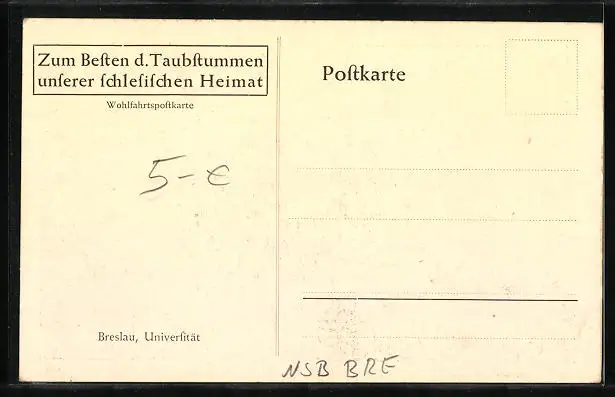 Zum Beſten d. Taubſtummen
unſerer ſchleſiſchen Heimat
Wohlfahrtspoſtkarte
Poſtkarte
5-€
Breslau, Univerſität
NSB BRE